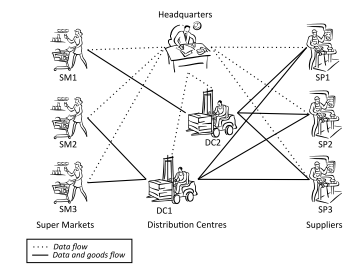 Headquarters
SM1
SP1
SM2
DC2
SP2
SM3
DC1
SP3
Super Markets
Distribution Centres
Suppliers
Data flow
Data and goods flow